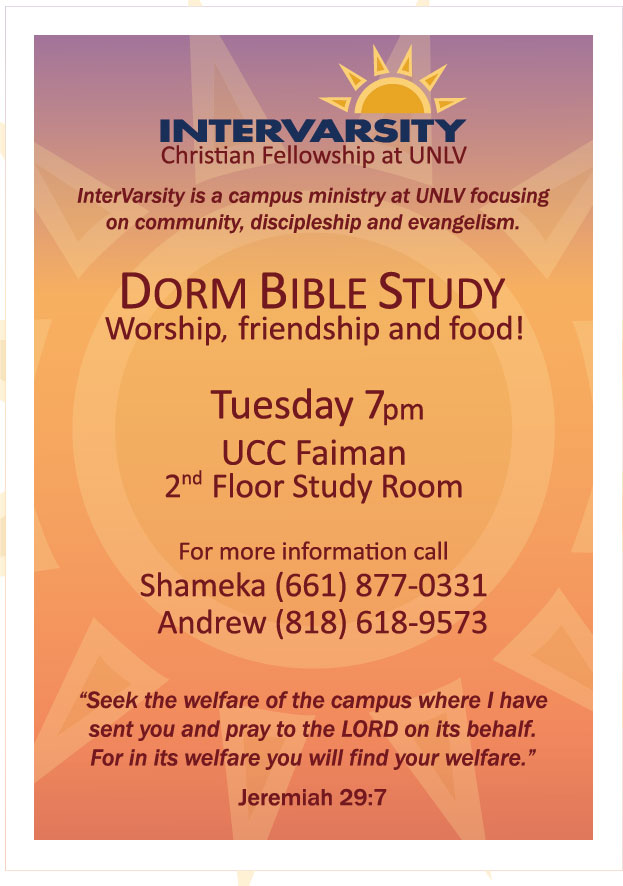 INTERVARSITY
Christian Fellowship at UNLV
InterVarsity is a campus ministry at UNLV focusing
on community, discipleship and evangelism.
DORM BIBLE STUDY
Worship, friendship and food!
Tuesday 7pm
UCC Faiman
2nd Floor Study Room
For more information call
Shameka (661) 877-0331
Andrew (818) 618-9573
“Seek the welfare of the campus where I have
sent you and pray to the LORD on its behalf.
For in its welfare you will find your welfare.”
Jeremiah 29:7